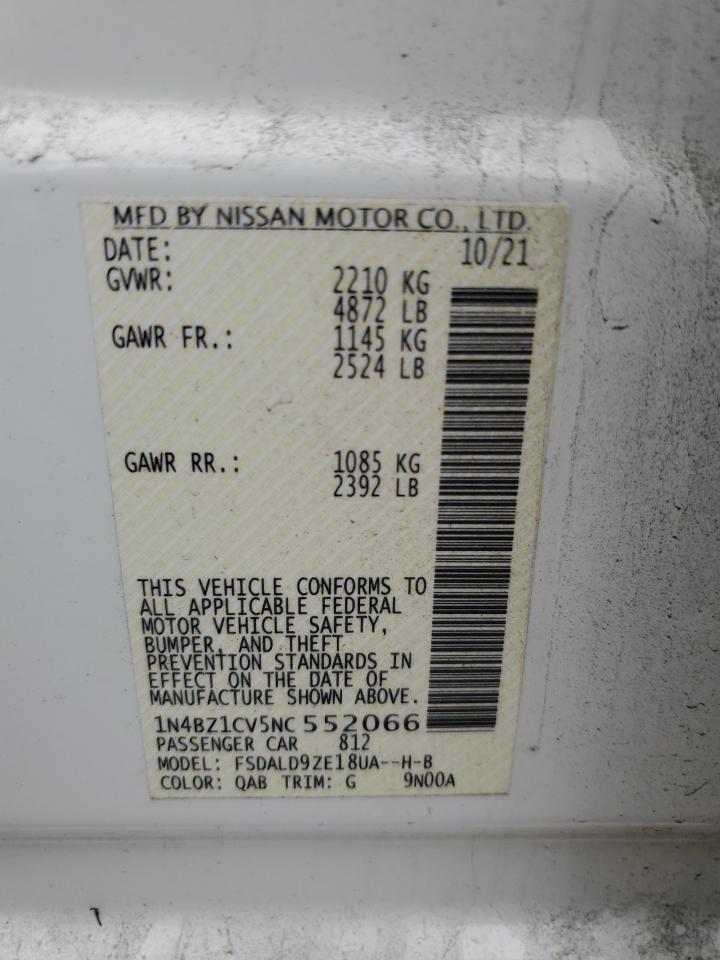 MFD BY NISSAN MOTOR CO., LTD.
DATE: 10/21
GVWR: 2210 KG
4872 LB
GAWR FR.: 1145 KG
2524 LB
GAWR RR.: 1085 KG
2392 LB
THIS VEHICLE CONFORMS TO
ALL APPLICABLE FEDERAL
MOTOR VEHICLE SAFETY,
BUMPER, AND THEFT
PREVENTION STANDARDS IN
EFFECT ON THE DATE OF
MANUFACTURE SHOWN ABOVE.
1N4BZ1CV5NC552066
PASSENGER CAR 812
MODEL: FSDALD9ZE18UA--H-B
COLOR: QAB TRIM: G 9N00A